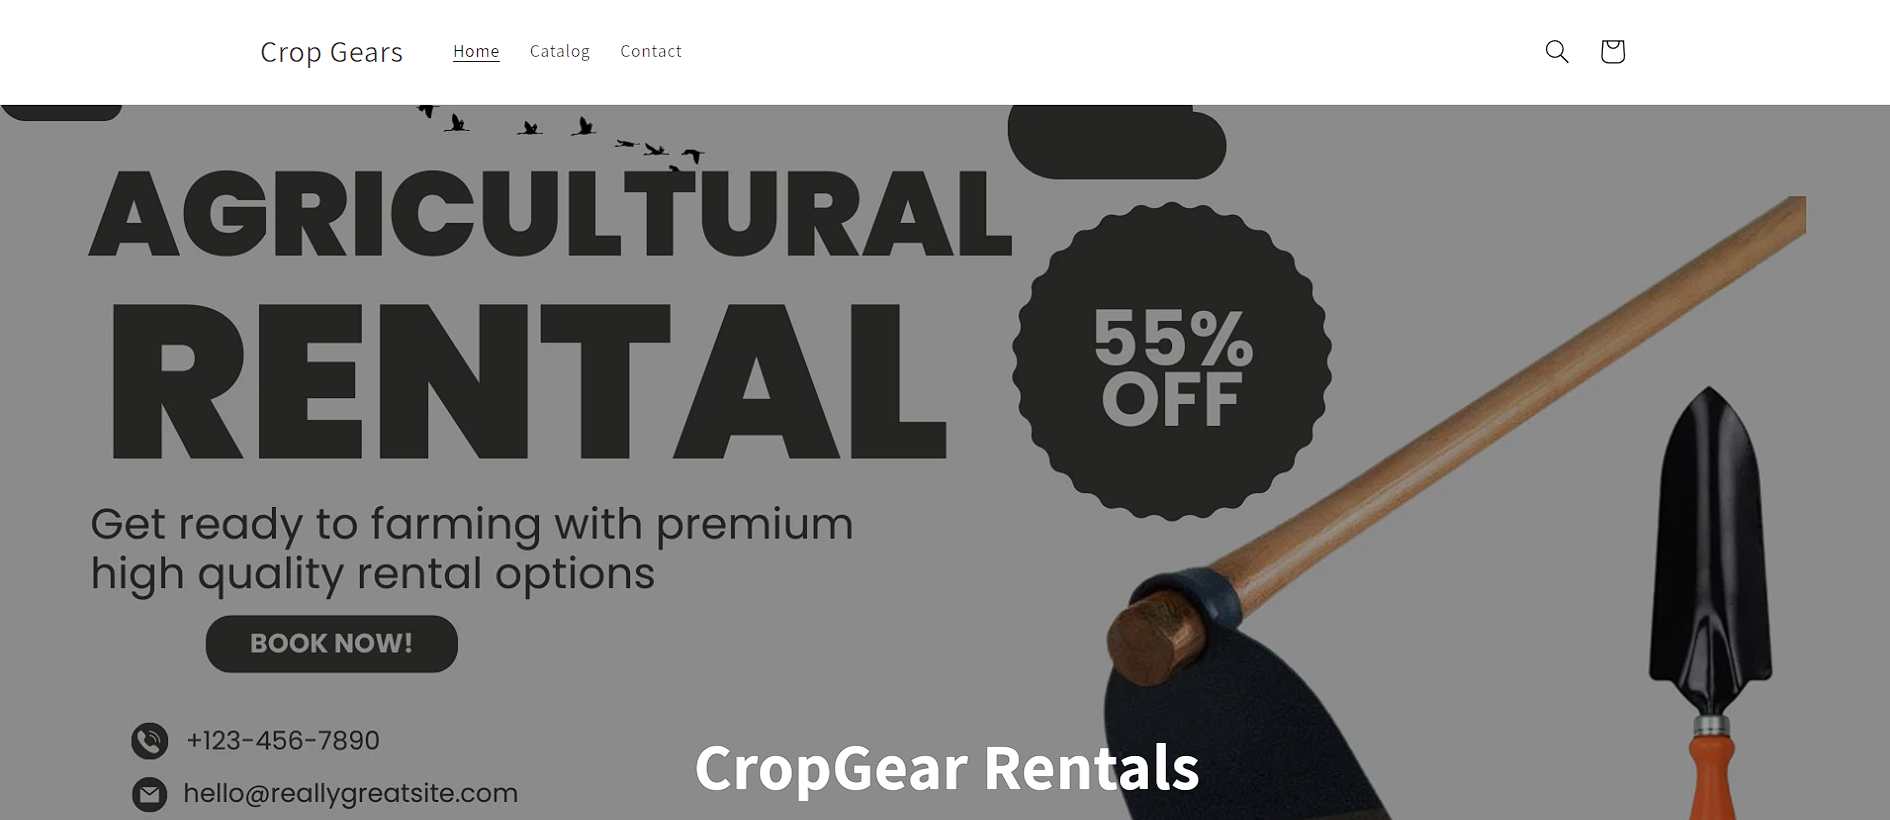 Crop Gears
Home Catalog Contact
AGRICULTURAL
RENTAL
55%
OFF
Get ready to farming with premium
high quality rental options
BOOK NOW!
+123-456-7890
hello@reallygreatsite.com
CropGear Rentals